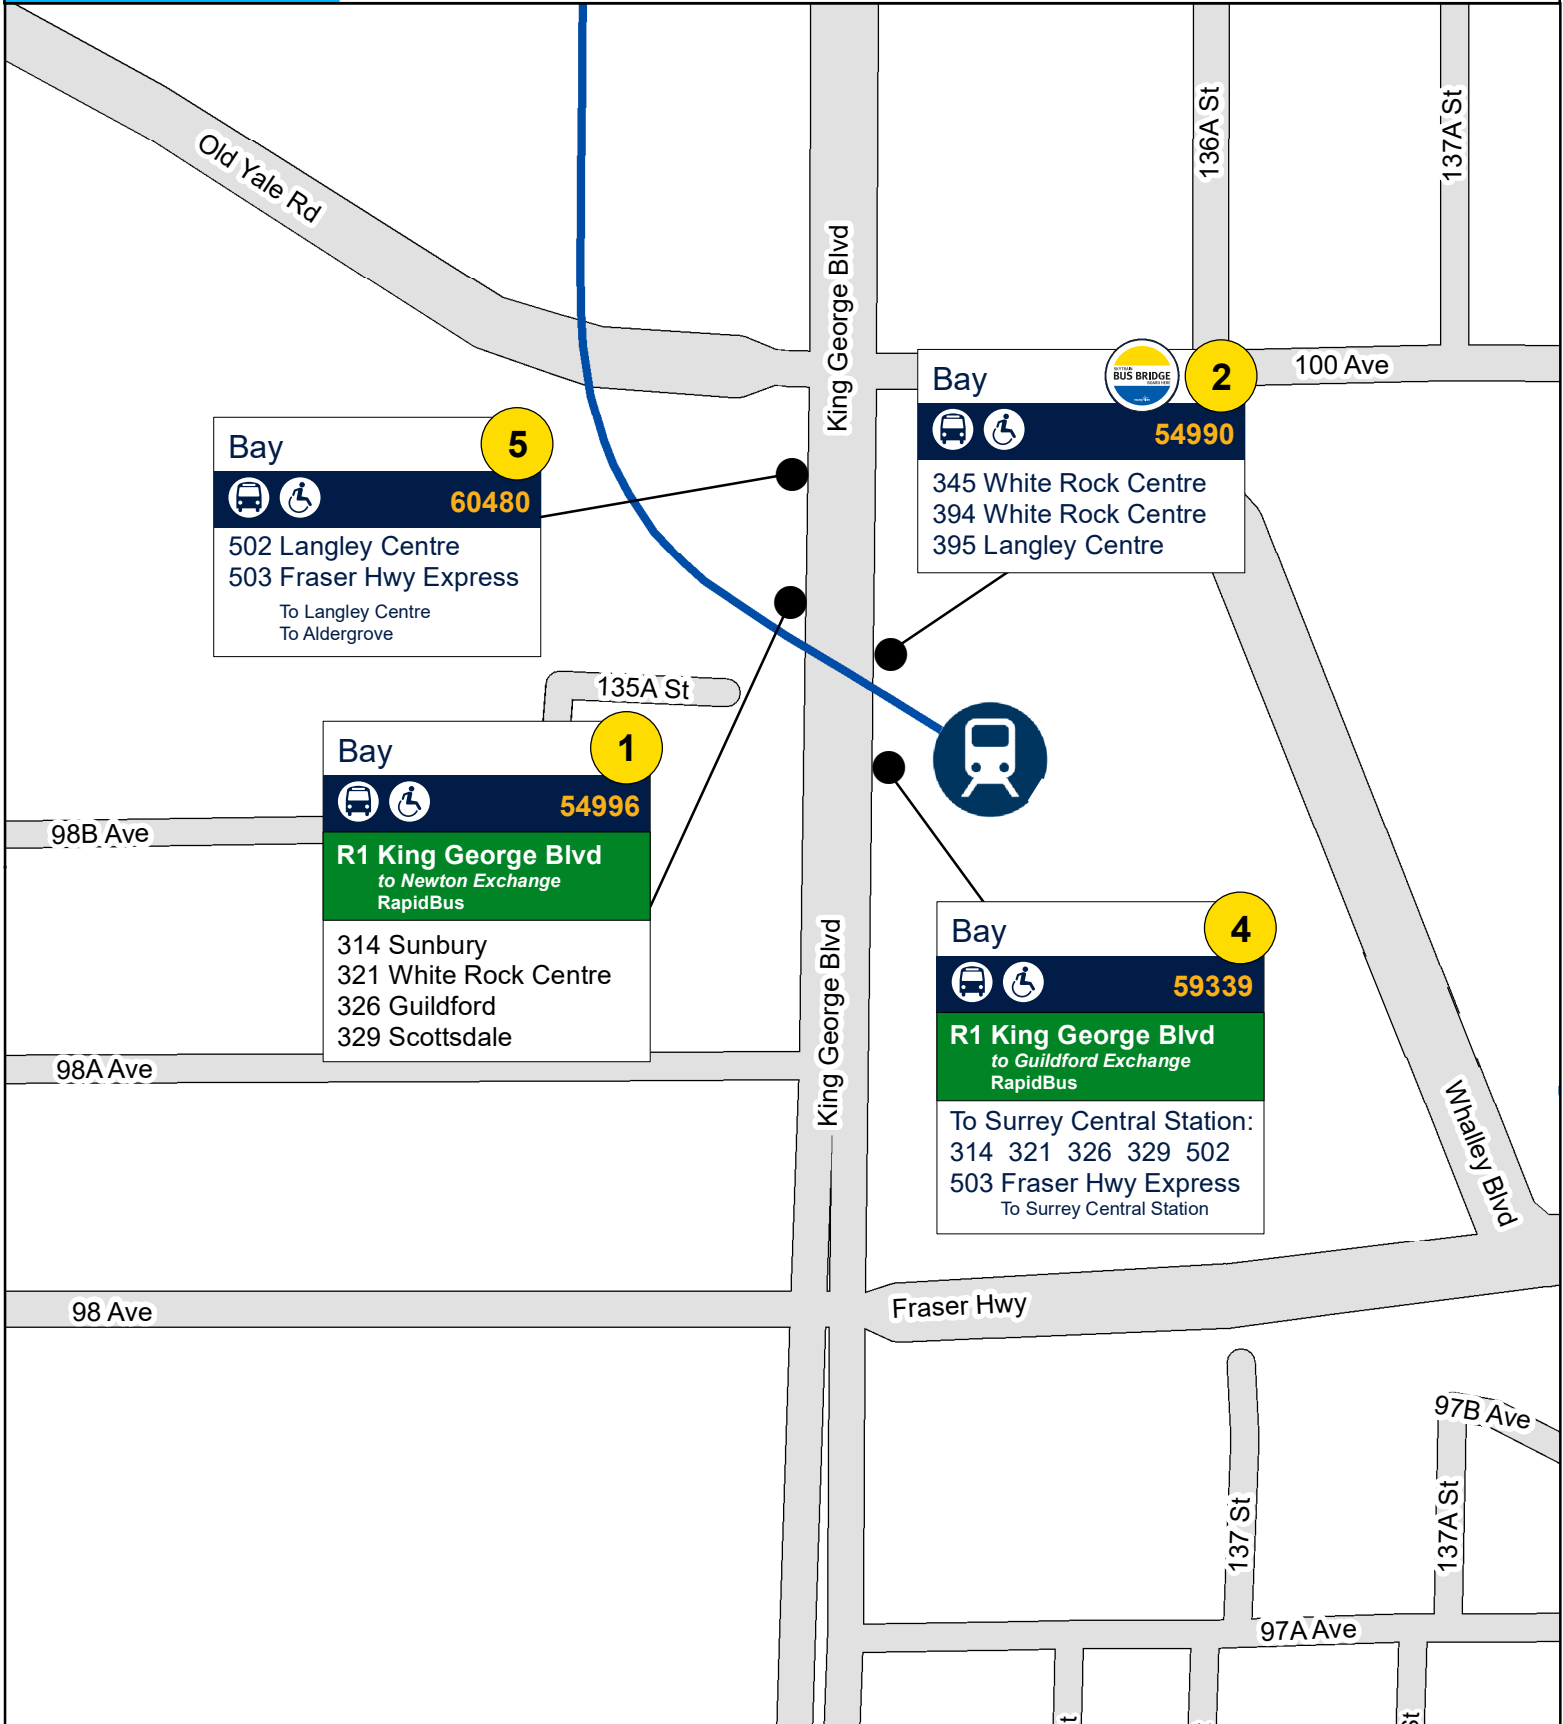 136A St
137A St
Old Yale Rd
King George Blvd
100 Ave
Bay
BUS BRIDGE
2
54990
345 White Rock Centre
394 White Rock Centre
395 Langley Centre
Bay
5
60480
502 Langley Centre
503 Fraser Hwy Express
To Langley Centre
To Aldergrove
135A St
Bay
1
54996
R1 King George Blvd
to Newton Exchange
RapidBus
314 Sunbury
321 White Rock Centre
326 Guildford
329 Scottsdale
98B Ave
98A Ave
King George Blvd
Bay
4
59339
R1 King George Blvd
to Guildford Exchange
RapidBus
To Surrey Central Station:
314 321 326 329 502
503 Fraser Hwy Express
To Surrey Central Station
Whalley Blvd
98 Ave
Fraser Hwy
97B Ave
137 St
137A St
97A Ave